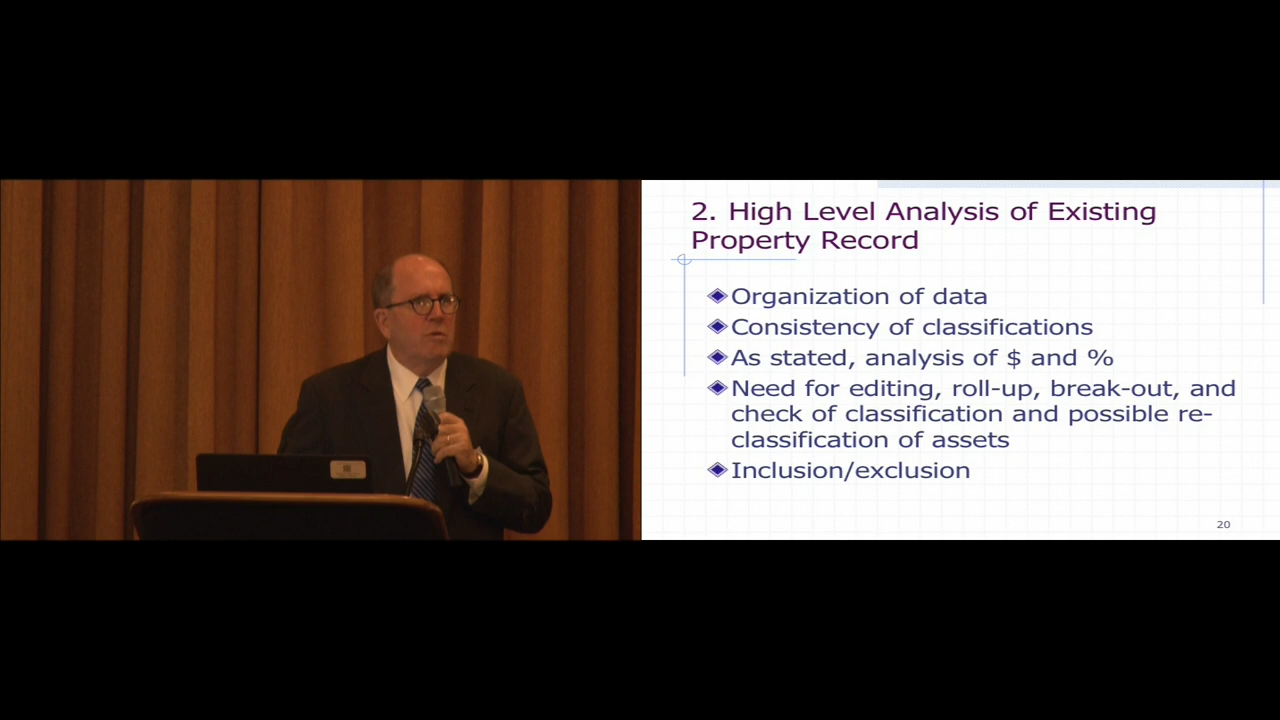 2. High Level Analysis of Existing
Property Record
Organization of data
Consistency of classifications
As stated, analysis of $ and %
Need for editing, roll-up, break-out, and
check of classification and possible re-
classification of assets
Inclusion/exclusion
20